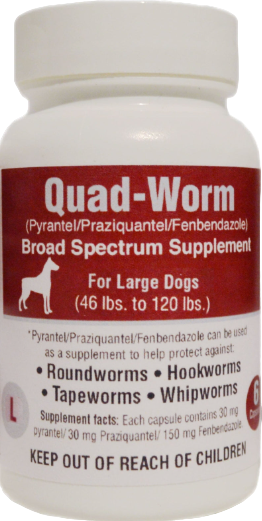 Quad-Worm
(Pyrantel/Praziquantel/Fenbendazole)
Broad Spectrum Supplement
For Large Dogs
(46 lbs. to 120 lbs.)
*Pyrantel/Praziquantel/Fenbendazole can be used
as a supplement to help protect against:
• Roundworms • Hookworms
• Tapeworms • Whipworms
L
6
Supplement facts: Each capsule contains 30 mg
pyrantel/ 30 mg Praziquantel/ 150 mg Fenbendazole
KEEP OUT OF REACH OF CHILDREN